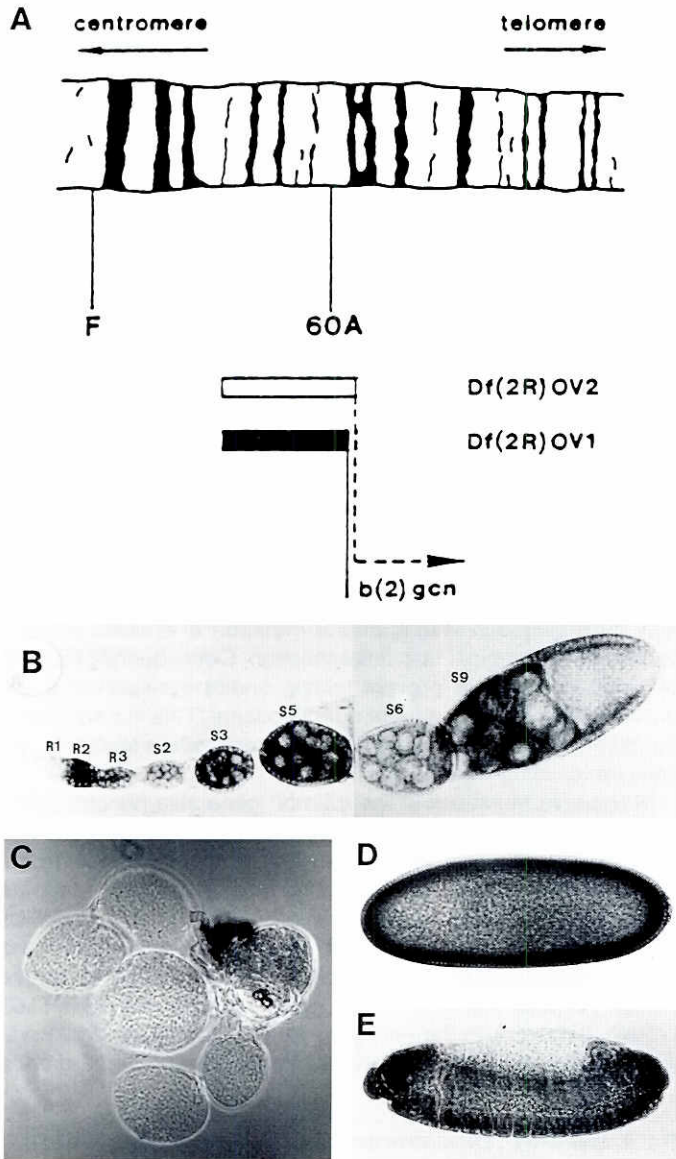 A
centromere telomere
F 60A
Df(2R) OV2
Df(2R) OV1
b(2) gcn
B
R1 R2 R3 S2 S3 S5 S6 S9
C D
E